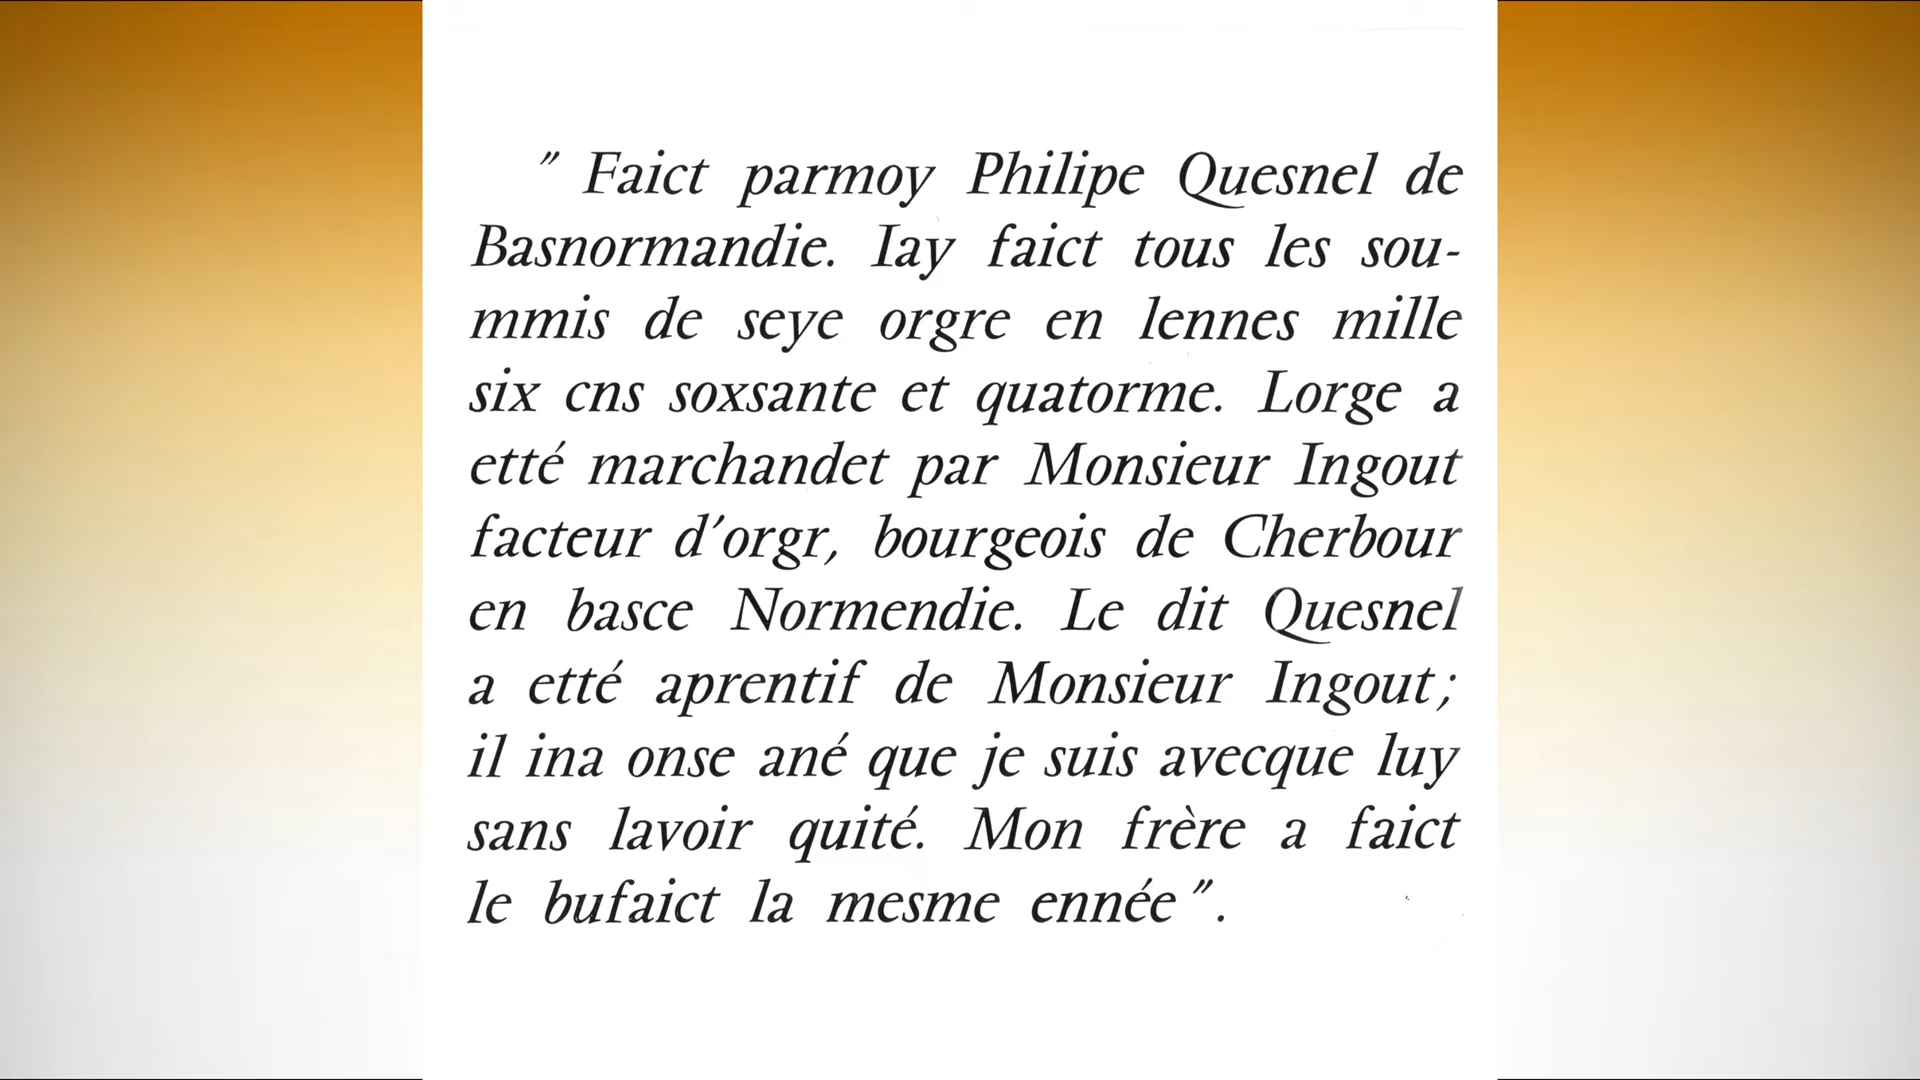 " Faict parmoy Philipe Quesnel de
Basnormandie. Iay faict tous les sou-
mmis de seye orgre en lennes mille
six cns soxsante et quatorme. Lorge a
etté marchandet par Monsieur Ingout
facteur d'orgr, bourgeois de Cherbour
en basce Normendie. Le dit Quesnel
a etté aprentif de Monsieur Ingout;
il ina onse ané que je suis avecque luy
sans lavoir quité. Mon frère a faict
le bufaict la mesme ennée ".